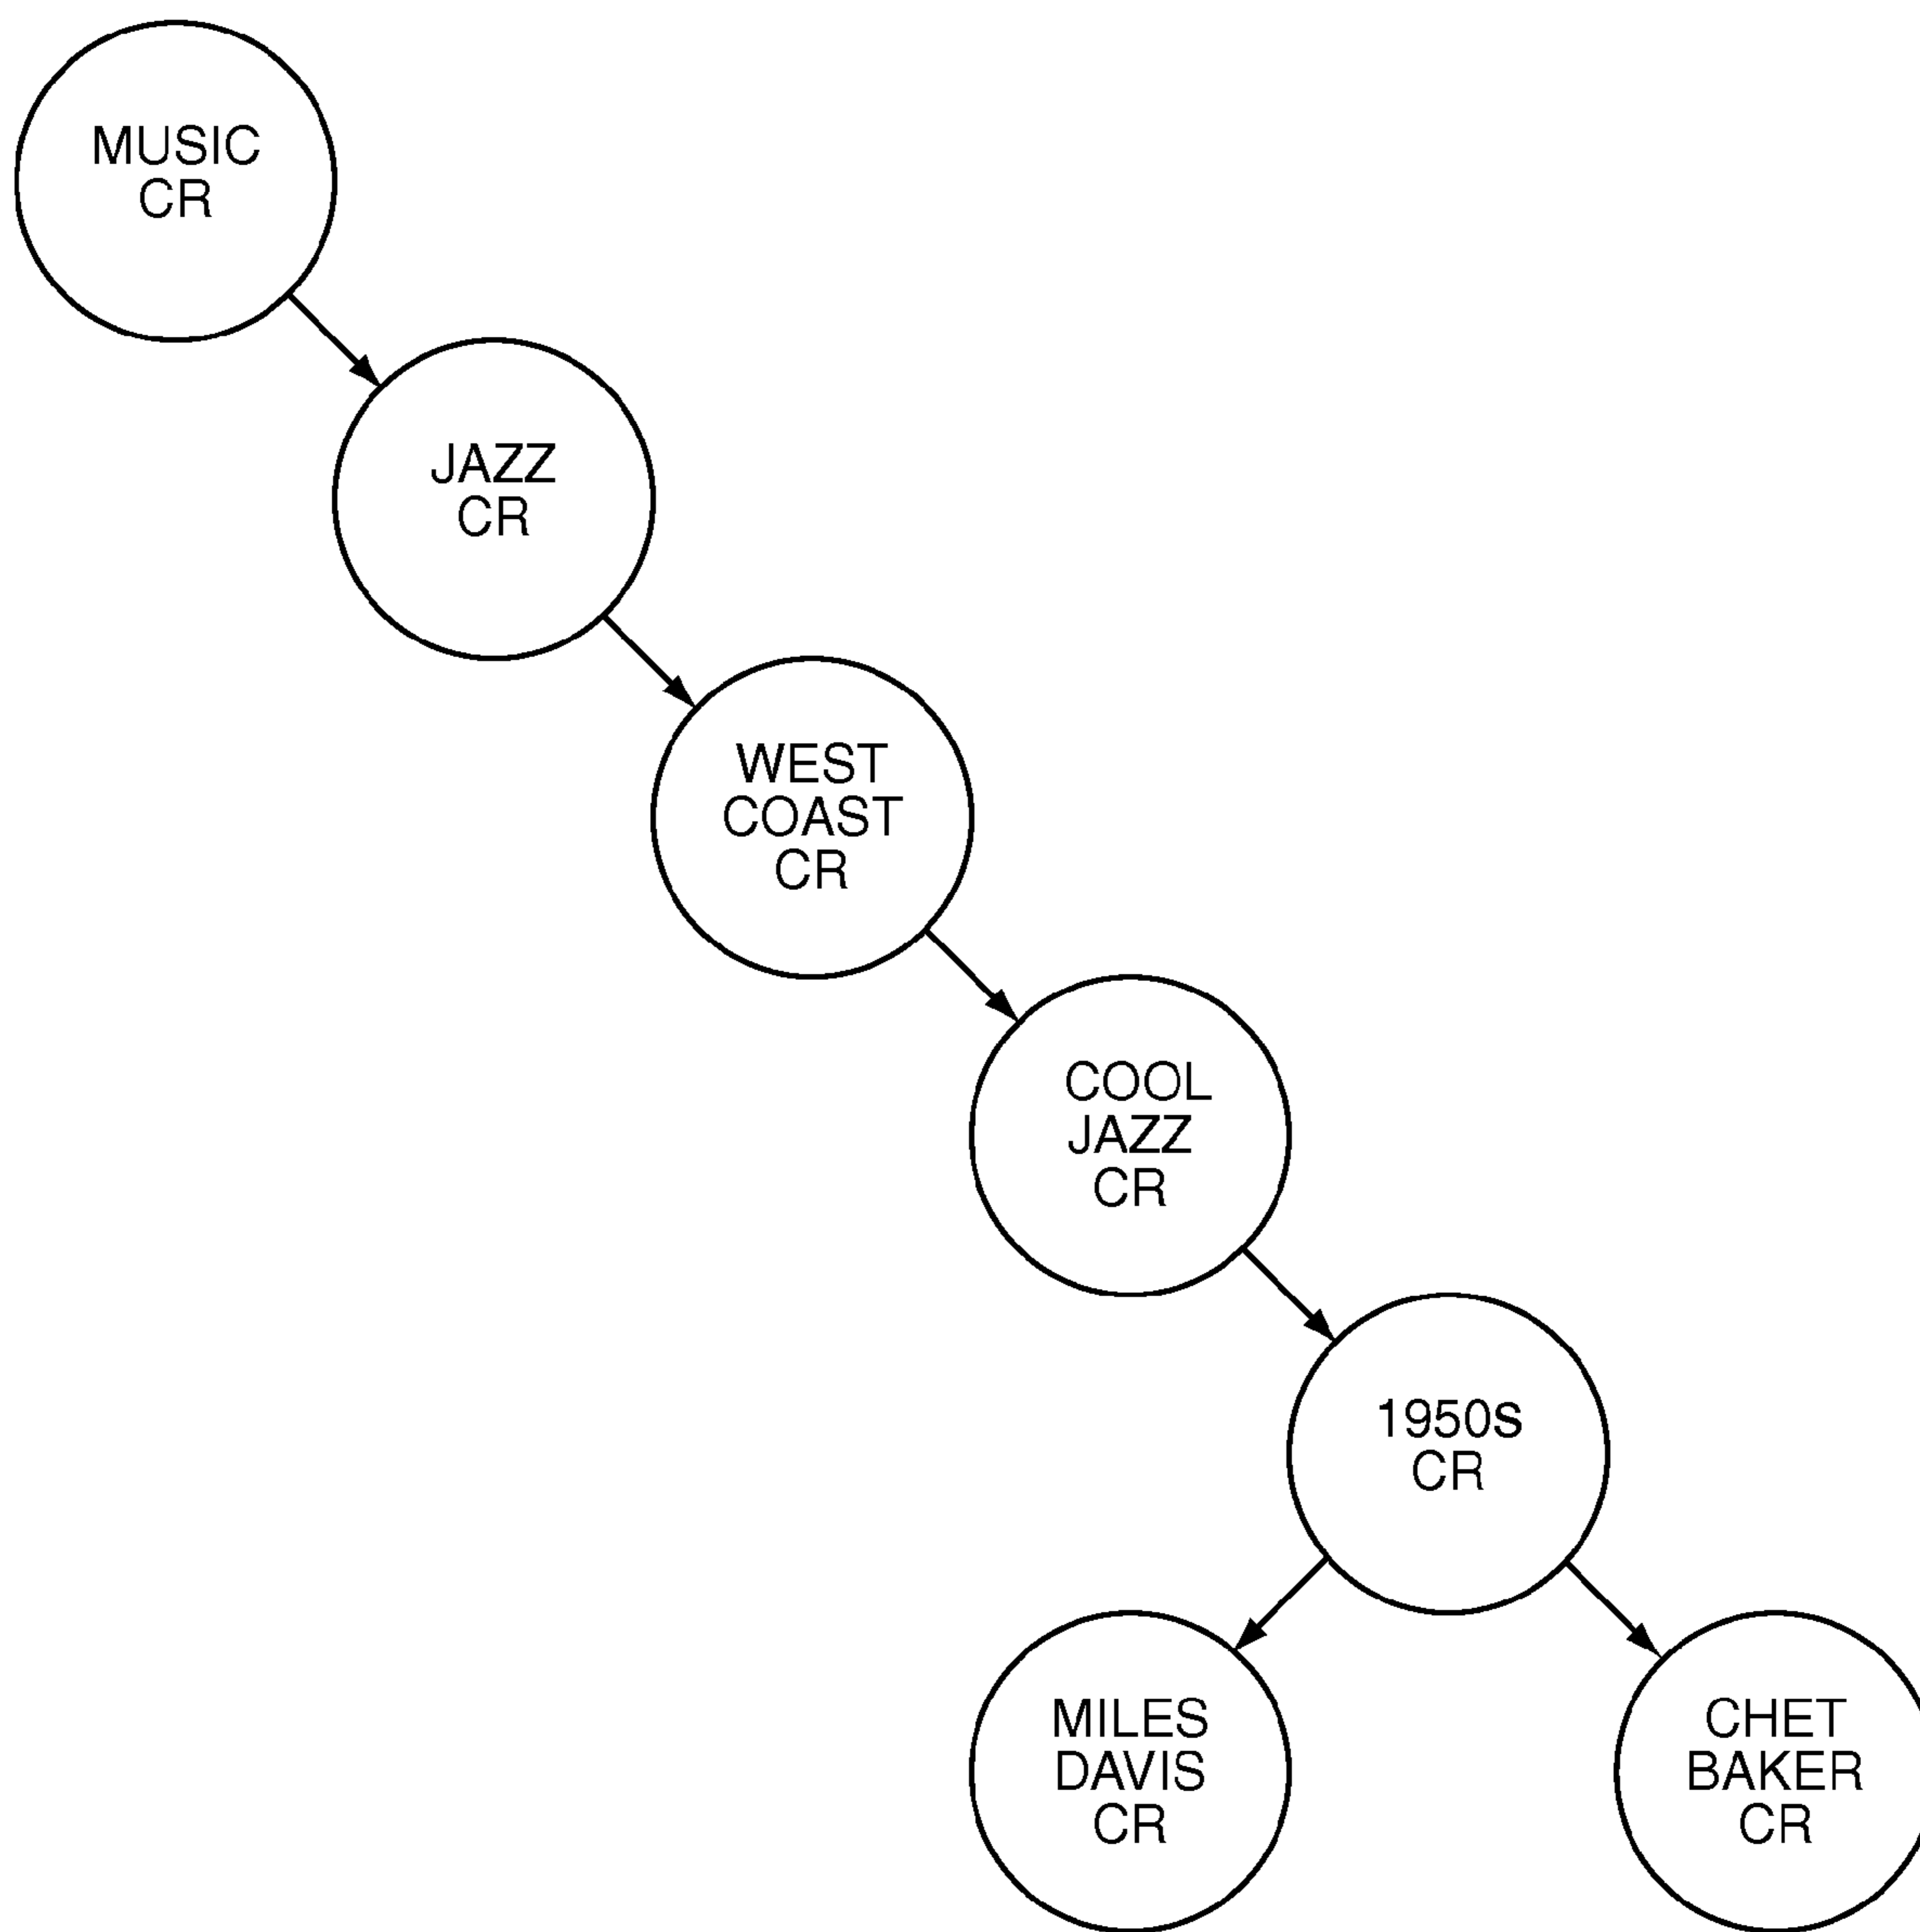 MUSIC
CR
JAZZ
CR
WEST
COAST
CR
COOL
JAZZ
CR
1950S
CR
MILES
DAVIS
CR
CHET
BAKER
CR